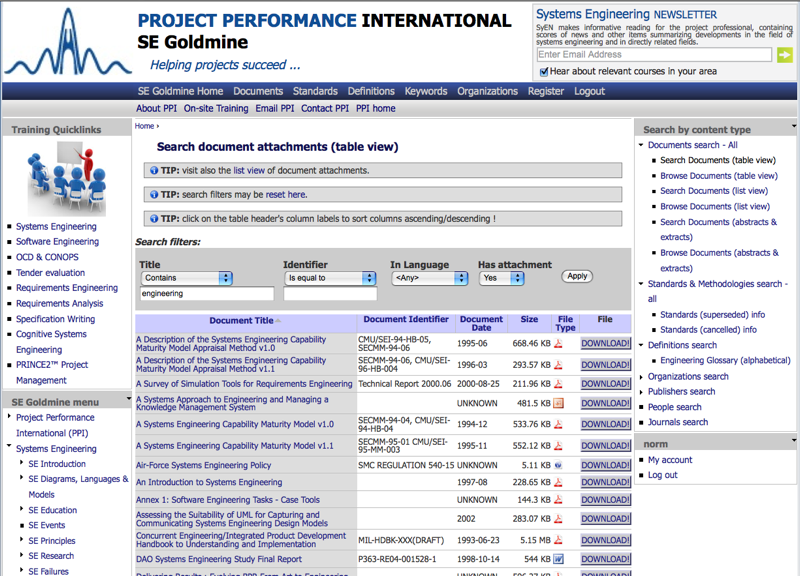 PROJECT PERFORMANCE INTERNATIONAL
SE Goldmine
Helping projects succeed ...
Systems Engineering NEWSLETTER
SyEN makes informative reading for the project professional, containing
scores of news and other items summarizing developments in the field of
systems engineering and in directly related fields.
Enter Email Address
Hear about relevant courses in your area
SE Goldmine Home Documents Standards Definitions Keywords Organizations Register Logout
About PPI On-site Training Email PPI Contact PPI PPI home
Training Quicklinks
Systems Engineering
Software Engineering
OCD & CONOPS
Tender evaluation
Requirements Engineering
Requirements Analysis
Specification Writing
Cognitive Systems
Engineering
PRINCE2™ Project
Management
SE Goldmine menu
Project Performance
International (PPI)
Systems Engineering
SE Introduction
SE Diagrams, Languages &
Models
SE Education
SE Events
SE Principles
SE Research
SE Failures
Home ›
Search document attachments (table view)
TIP: visit also the list view of document attachments.
TIP: search filters may be reset here.
TIP: click on the table header's column labels to sort columns ascending/descending !
Search filters:
Title Identifier In Language Has attachment
Contains Is equal to <Any> Yes Apply
engineering
Document Title Document Identifier Document Date Size File Type File
A Description of the Systems Engineering Capability Maturity Model Appraisal Method v1.0 CMU/SEI-94-HB-05, SECMM-94-06 1995-06 668.46 KB DOWNLOAD!
A Description of the Systems Engineering Capability Maturity Model Appraisal Method v1.1 SECMM-94-06, CMU/SEI-96-HB-004 1996-03 293.57 KB DOWNLOAD!
A Survey of Simulation Tools for Requirements Engineering Technical Report 2000.06 2000-08-25 211.96 KB DOWNLOAD!
A Systems Approach to Engineering and Managing a Knowledge Management System UNKNOWN 481.5 KB DOWNLOAD!
A Systems Engineering Capability Maturity Model v1.0 SECMM-94-04, CMU/SEI-94-HB-04 1994-12 533.76 KB DOWNLOAD!
A Systems Engineering Capability Maturity Model v1.1 SECMM-95-01 CMU/SEI-95-MM-003 1995-11 552.12 KB DOWNLOAD!
Air-Force Systems Engineering Policy SMC REGULATION 540-15 UNKNOWN 5.11 KB DOWNLOAD!
An Introduction to Systems Engineering 1997-08 228.65 KB DOWNLOAD!
Annex 1: Software Engineering Tasks - Case Tools UNKNOWN 144.3 KB DOWNLOAD!
Assessing the Suitability of UML for Capturing and Communicating Systems Engineering Design Models 2002 283.07 KB DOWNLOAD!
Concurrent Engineering/Integrated Product Development Handbook to Understanding and Implementation MIL-HDBK-XXX(DRAFT) 1993-06-23 5.15 MB DOWNLOAD!
DAO Systems Engineering Study Final Report P363-RE04-001528-1 1998-10-14 544 KB DOWNLOAD!
Search by content type
Documents search - All
Search Documents (table view)
Browse Documents (table view)
Search Documents (list view)
Browse Documents (list view)
Search Documents (abstracts &
extracts)
Browse Documents (abstracts &
extracts)
Standards & Methodologies search -
all
Standards (superseded) info
Standards (cancelled) info
Definitions search
Engineering Glossary (alphabetical)
Organizations search
Publishers search
People search
Journals search
norm
My account
Log out